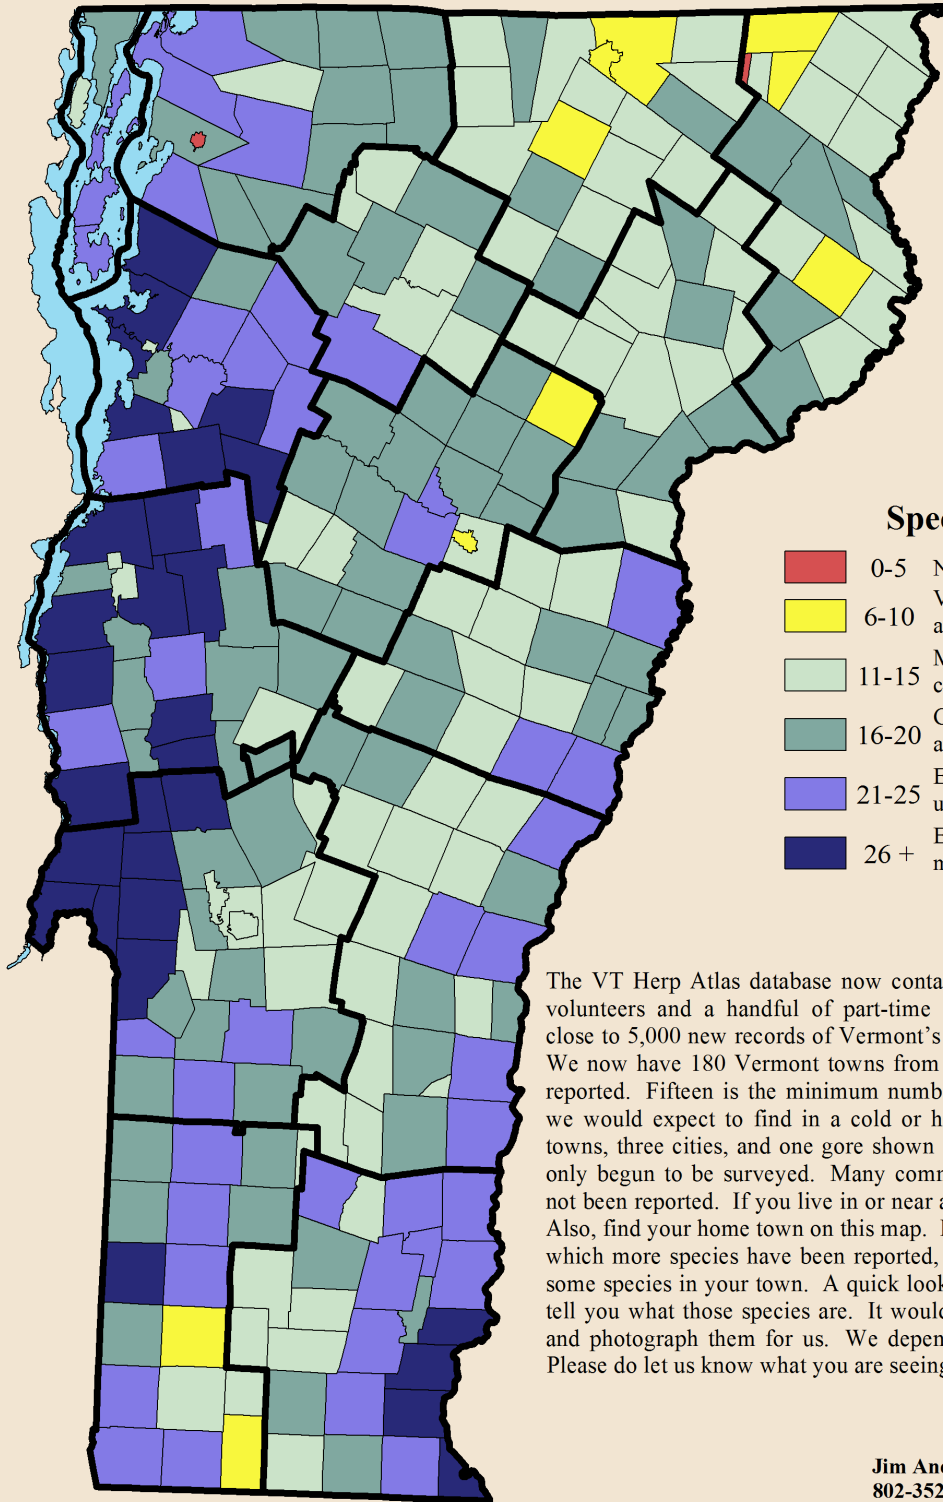 Spec
0-5 N
6-10 V
a
11-15 M
c
16-20 C
a
21-25 E
u
26 + E
m
The VT Herp Atlas database now conta
volunteers and a handful of part-time
close to 5,000 new records of Vermont's
We now have 180 Vermont towns from
reported. Fifteen is the minimum numb
we would expect to find in a cold or h
towns, three cities, and one gore shown
only begun to be surveyed. Many comm
not been reported. If you live in or near a
Also, find your home town on this map. I
which more species have been reported,
some species in your town. A quick look
tell you what those species are. It would
and photograph them for us. We depen
Please do let us know what you are seeing
Jim And
802-352